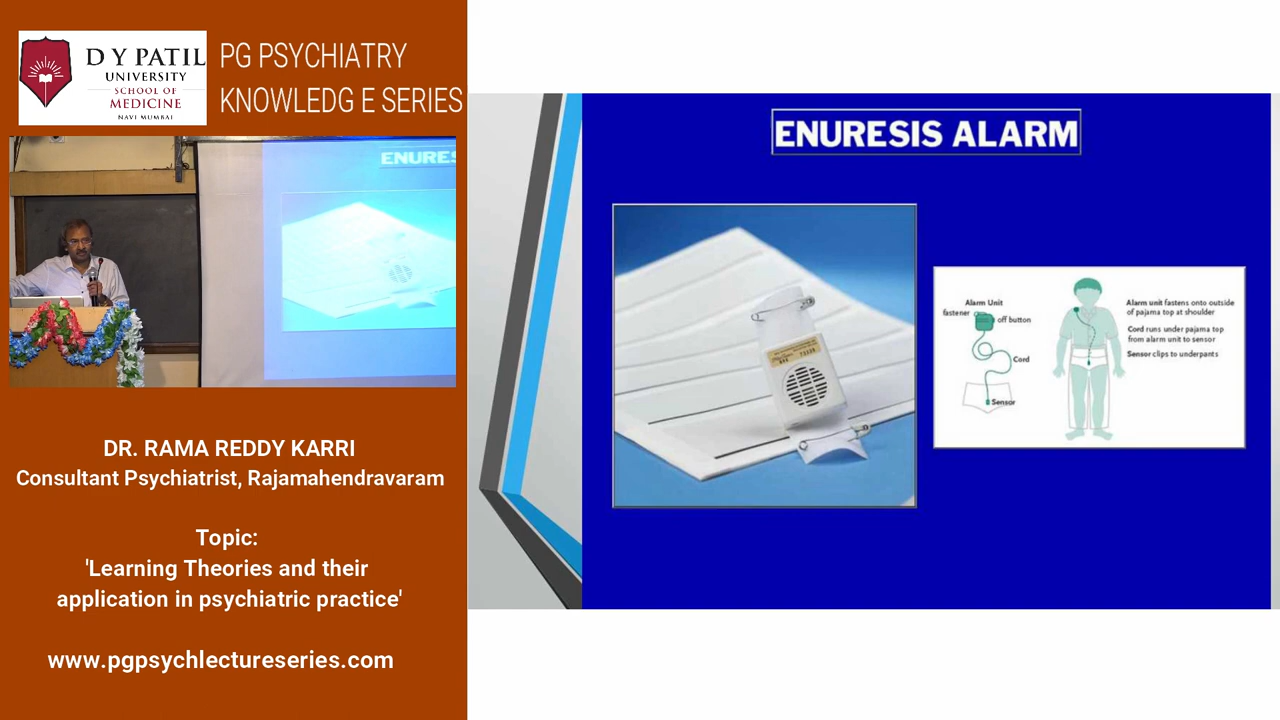 D Y PATIL
UNIVERSITY
SCHOOL OF
MEDICINE
NAVI MUMBAI
PG PSYCHIATRY
KNOWLEDG E SERIES
ENURES
DR. RAMA REDDY KARRI
Consultant Psychiatrist, Rajamahendravaram
Topic:
'Learning Theories and their
application in psychiatric practice'
www.pgpsychlectureseries.com
ENURESIS ALARM
Alarm Unit
fastener
off button
Cord
Sensor
Alarm unit fastens onto outside
of pajama top at shoulder
Cord runs under pajama top
from alarm unit to sensor
Sensor clips to underpants